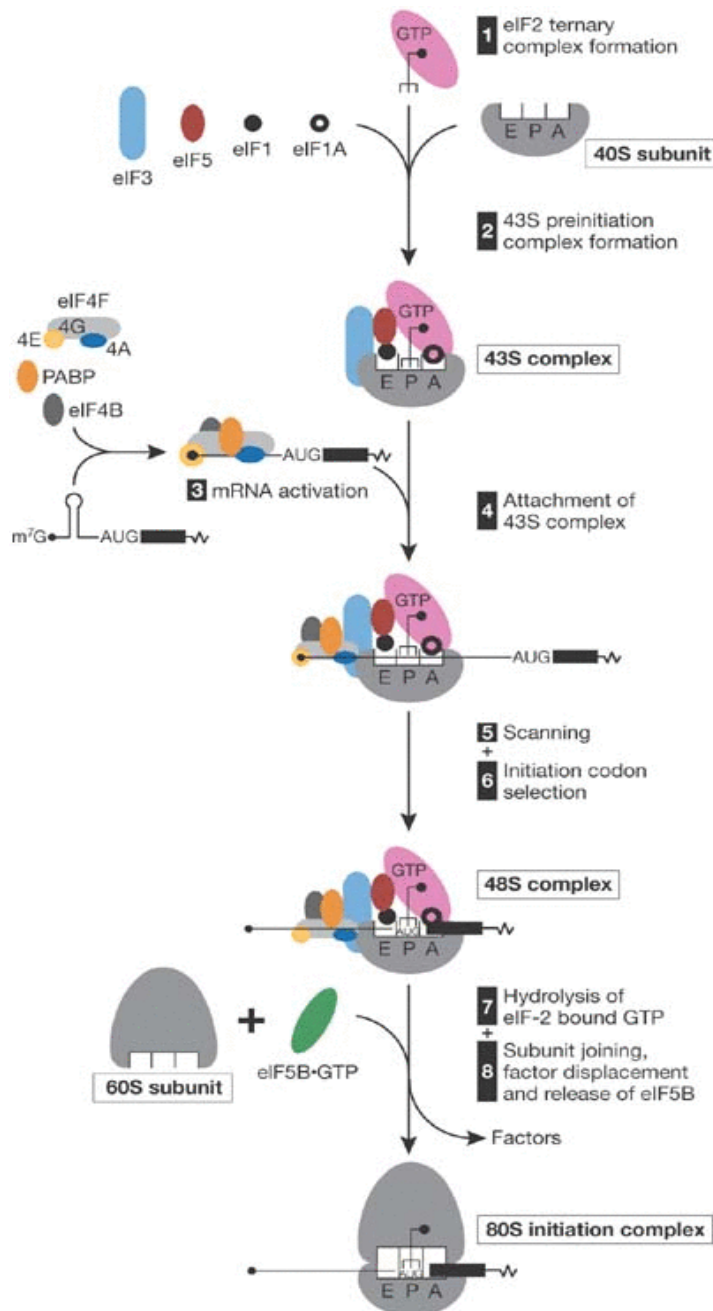 GTP
1 eIF2 ternary
complex formation
eIF3
eIF5
eIF1
eIF1A
E P A
40S subunit
2 43S preinitiation
complex formation
eIF4F
4G
4E
4A
PABP
eIF4B
GTP
E P A
43S complex
AUG
3 mRNA activation
m⁷G
AUG
4 Attachment of
43S complex
GTP
E P A
AUG
5 Scanning
+
6 Initiation codon
selection
GTP
AUG
E P A
48S complex
60S subunit
+
eIF5B•GTP
7 Hydrolysis of
eIF-2 bound GTP
+
8 Subunit joining,
factor displacement
and release of eIF5B
Factors
AUG
E P A
80S initiation complex